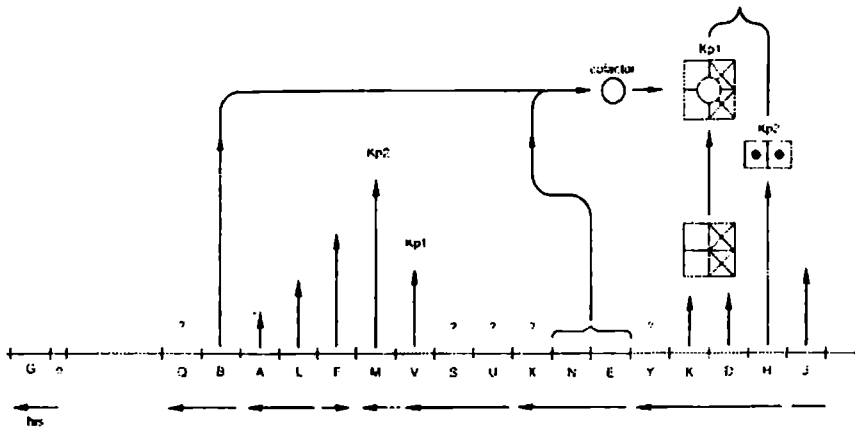 Kp1
cofactor
Kp2
Kp2
Kp1
? ? ? ? ?
G o Q B A L F M V S U X N E Y K D H J
his